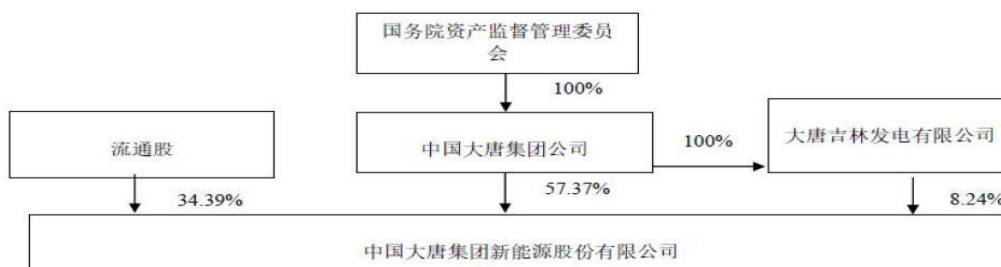 国务院资产监督管理委员
会
100%
流通股
中国大唐集团公司
100%
大唐吉林发电有限公司
34.39%
57.37%
8.24%
中国大唐集团新能源股份有限公司